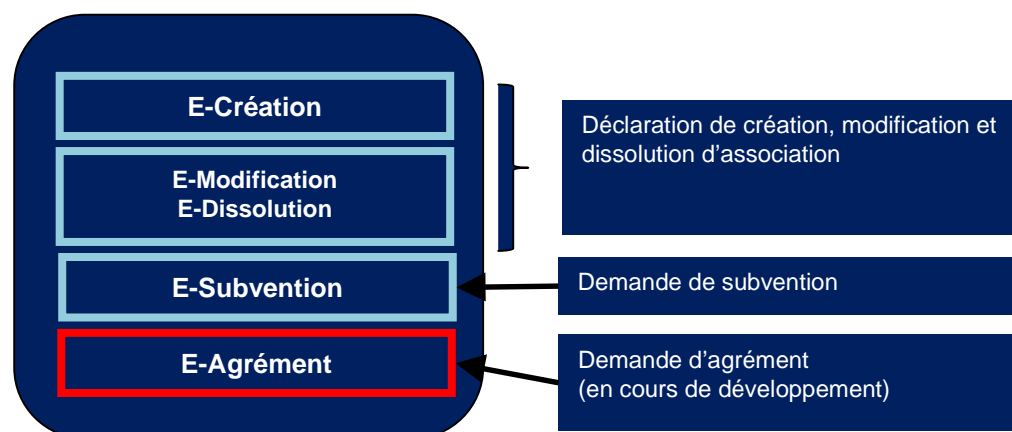 E-Création
E-Modification
E-Dissolution
E-Subvention
E-Agrément
Déclaration de création, modification et
dissolution d’association
Demande de subvention
Demande d’agrément
(en cours de développement)